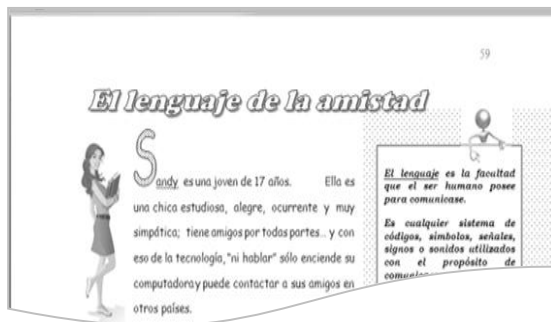 59
El lenguaje de la amistad
Sandy es una joven de 17 años. Ella es
una chica estudiosa, alegre, ocurrente y muy
simpática; tiene amigos por todas partes... y con
eso de la tecnología, "ni hablar" sólo enciende su
computadora y puede contactar a sus amigos en
otros países.
El lenguaje es la facultad
que el ser humano posee
para comunicase.
Es cualquier sistema de
códigos, símbolos, señales,
signos o sonidos utilizados
con el propósito de